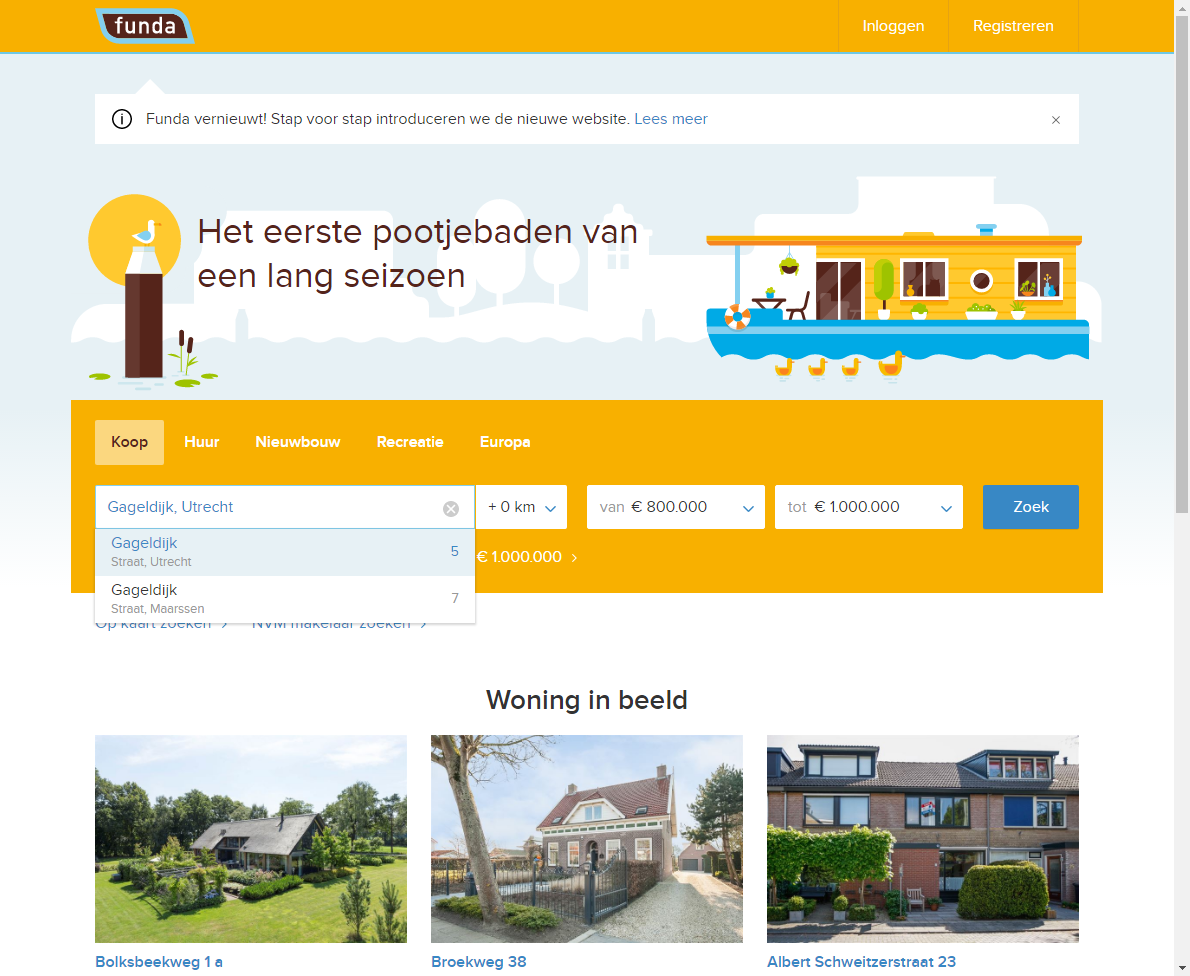 funda
Inloggen
Registreren
Funda vernieuwt! Stap voor stap introduceren we de nieuwe website. Lees meer
Het eerste pootjebaden van
een lang seizoen
Koop
Huur
Nieuwbouw
Recreatie
Europa
Gageldijk, Utrecht
+ 0 km
van € 800.000
tot € 1.000.000
Zoek
Gageldijk
5
Straat, Utrecht
€ 1.000.000
Gageldijk
7
Straat, Maarssen
Op kaart zoeken
NVM makelaar zoeken
Woning in beeld
Bolksbeekweg 1 a
Broekweg 38
Albert Schweitzerstraat 23